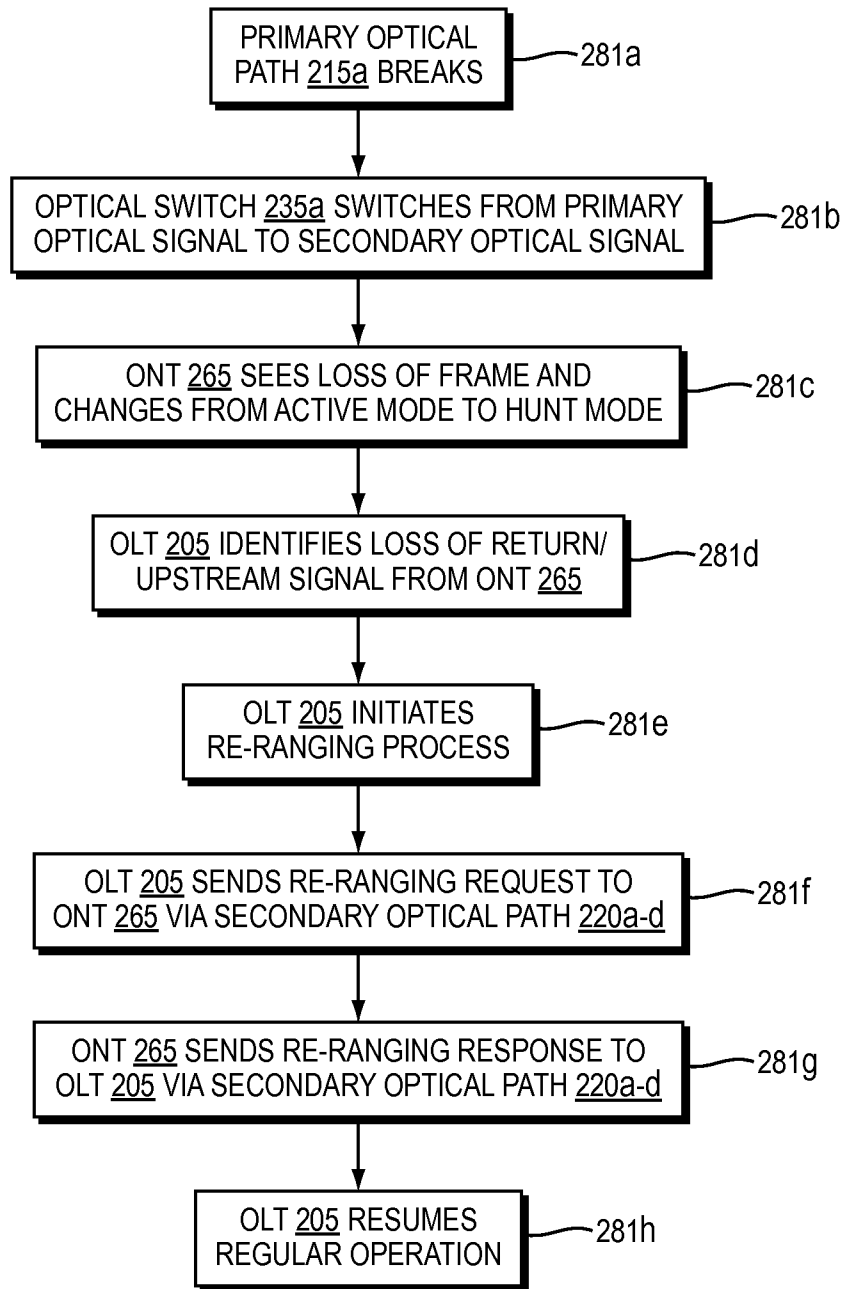 PRIMARY OPTICAL
PATH 215a BREAKS
281a
OPTICAL SWITCH 235a SWITCHES FROM PRIMARY
OPTICAL SIGNAL TO SECONDARY OPTICAL SIGNAL
281b
ONT 265 SEES LOSS OF FRAME AND
CHANGES FROM ACTIVE MODE TO HUNT MODE
281c
OLT 205 IDENTIFIES LOSS OF RETURN/
UPSTREAM SIGNAL FROM ONT 265
281d
OLT 205 INITIATES
RE-RANGING PROCESS
281e
OLT 205 SENDS RE-RANGING REQUEST TO
ONT 265 VIA SECONDARY OPTICAL PATH 220a-d
281f
ONT 265 SENDS RE-RANGING RESPONSE TO
OLT 205 VIA SECONDARY OPTICAL PATH 220a-d
281g
OLT 205 RESUMES
REGULAR OPERATION
281h